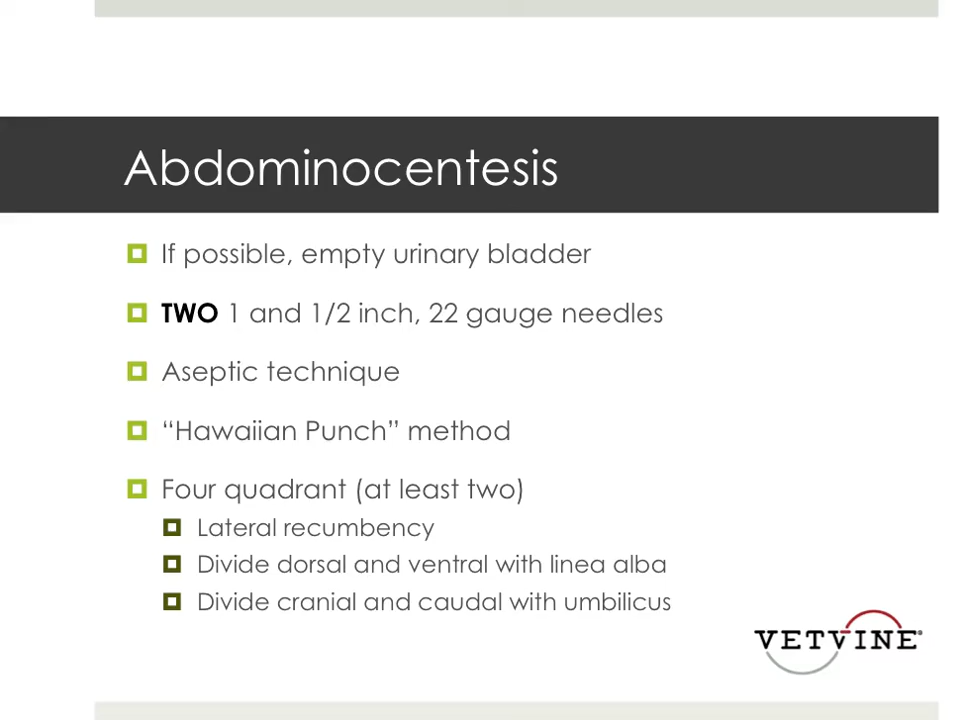 Abdominocentesis
If possible, empty urinary bladder
TWO 1 and 1/2 inch, 22 gauge needles
Aseptic technique
“Hawaiian Punch” method
Four quadrant (at least two)
Lateral recumbency
Divide dorsal and ventral with linea alba
Divide cranial and caudal with umbilicus
VETVINE®